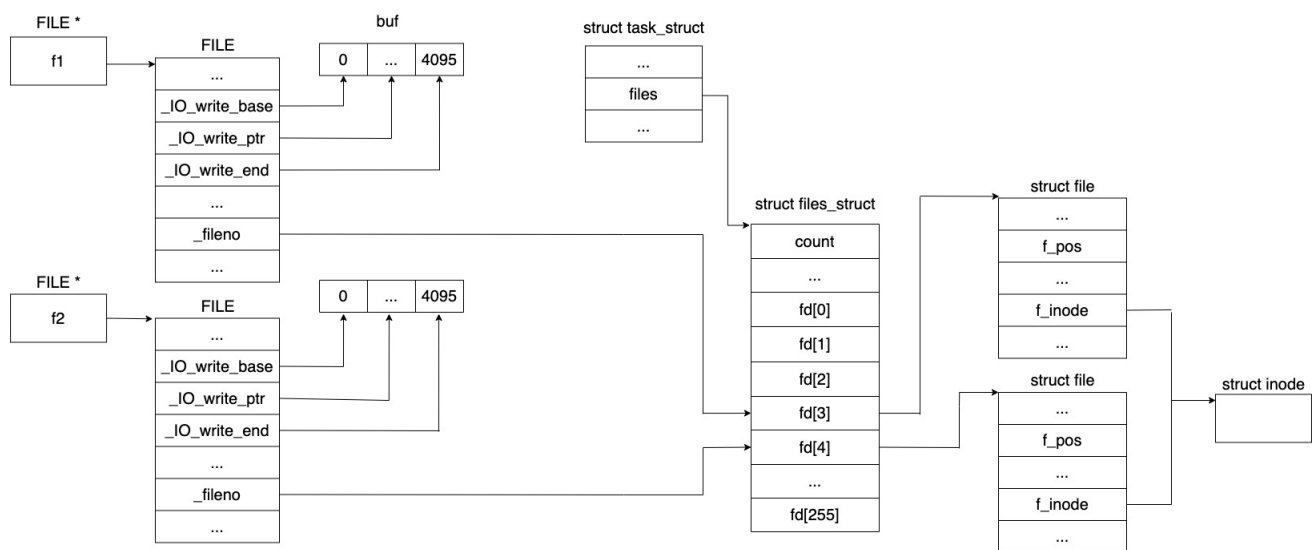 FILE *
f1
FILE
...
_IO_write_base
_IO_write_ptr
_IO_write_end
...
_fileno
...
buf
0 ... 4095
FILE *
f2
FILE
...
_IO_write_base
_IO_write_ptr
_IO_write_end
...
_fileno
...
0 ... 4095
struct task_struct
...
files
...
struct files_struct
count
...
fd[0]
fd[1]
fd[2]
fd[3]
fd[4]
...
fd[255]
struct file
...
f_pos
...
f_inode
...
struct file
...
f_pos
...
f_inode
...
struct inode